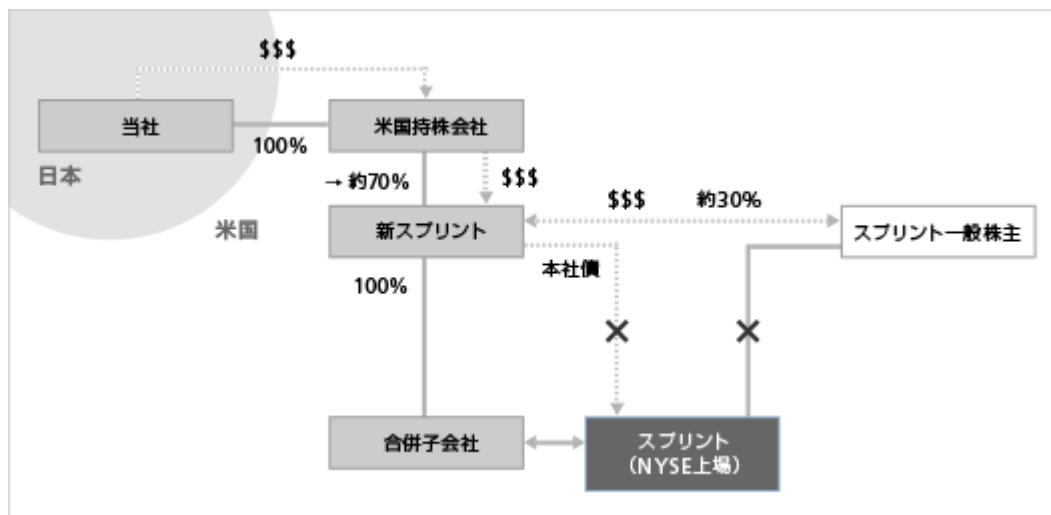 $$$
当社
100%
米国持株会社
日本
→ 約70%
$$$
$$$
約30%
米国
新スプリント
スプリント一般株主
本社債
100%
合併子会社
スプリント
（NYSE上場）